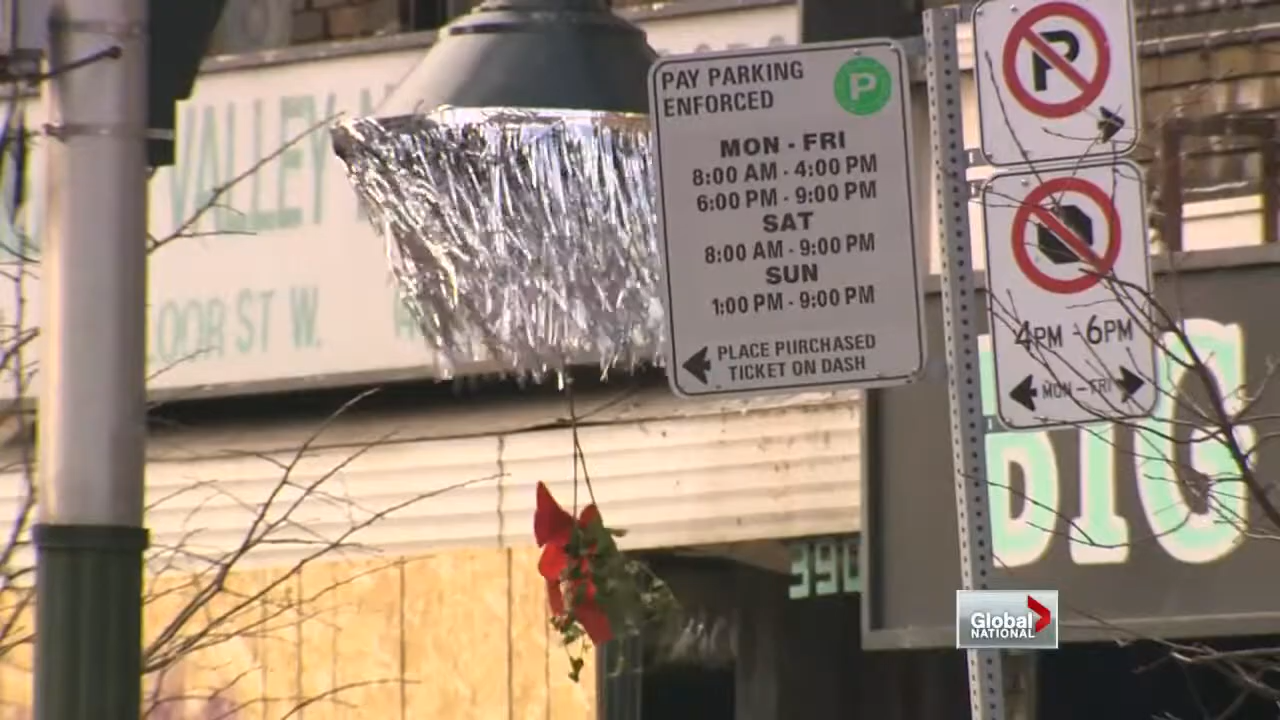 VALLEY
PAY PARKING
ENFORCED
P
MON - FRI
8:00 AM - 4:00 PM
6:00 PM - 9:00 PM
SAT
8:00 AM - 9:00 PM
SUN
1:00 PM - 9:00 PM
PLACE PURCHASED
TICKET ON DASH
P
4PM - 6PM
MON - FRI
OOR ST W.
BIG
390
Global
NATIONAL